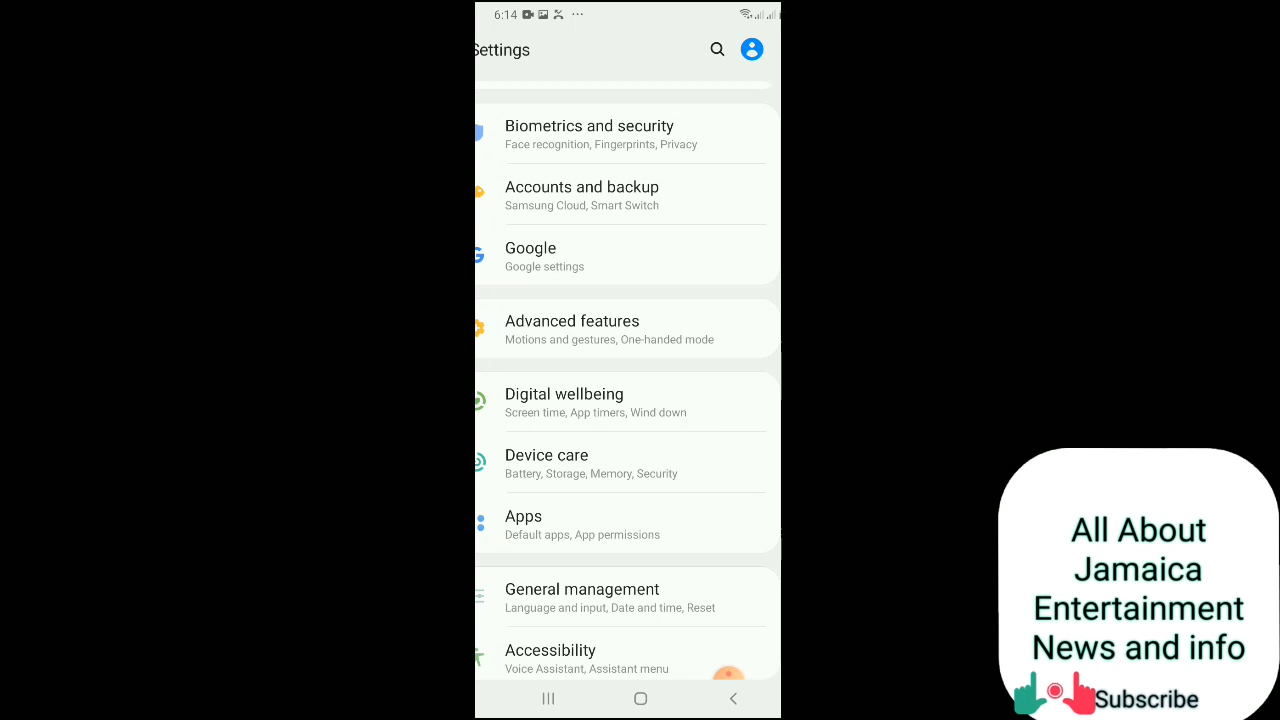 6:14
Settings
Biometrics and security
Face recognition, Fingerprints, Privacy
Accounts and backup
Samsung Cloud, Smart Switch
Google
Google settings
Advanced features
Motions and gestures, One-handed mode
Digital wellbeing
Screen time, App timers, Wind down
Device care
Battery, Storage, Memory, Security
Apps
Default apps, App permissions
General management
Language and input, Date and time, Reset
Accessibility
Voice Assistant, Assistant menu
All About
Jamaica
Entertainment
News and info
Subscribe